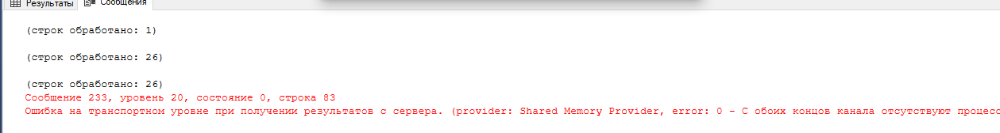 Результаты Сообщения
(строк обработано: 1)
(строк обработано: 26)
(строк обработано: 26)
Сообщение 233, уровень 20, состояние 0, строка 83
Ошибка на транспортном уровне при получении результатов с сервера. (provider: Shared Memory Provider, error: 0 - С обоих концов канала отсутствуют процесс